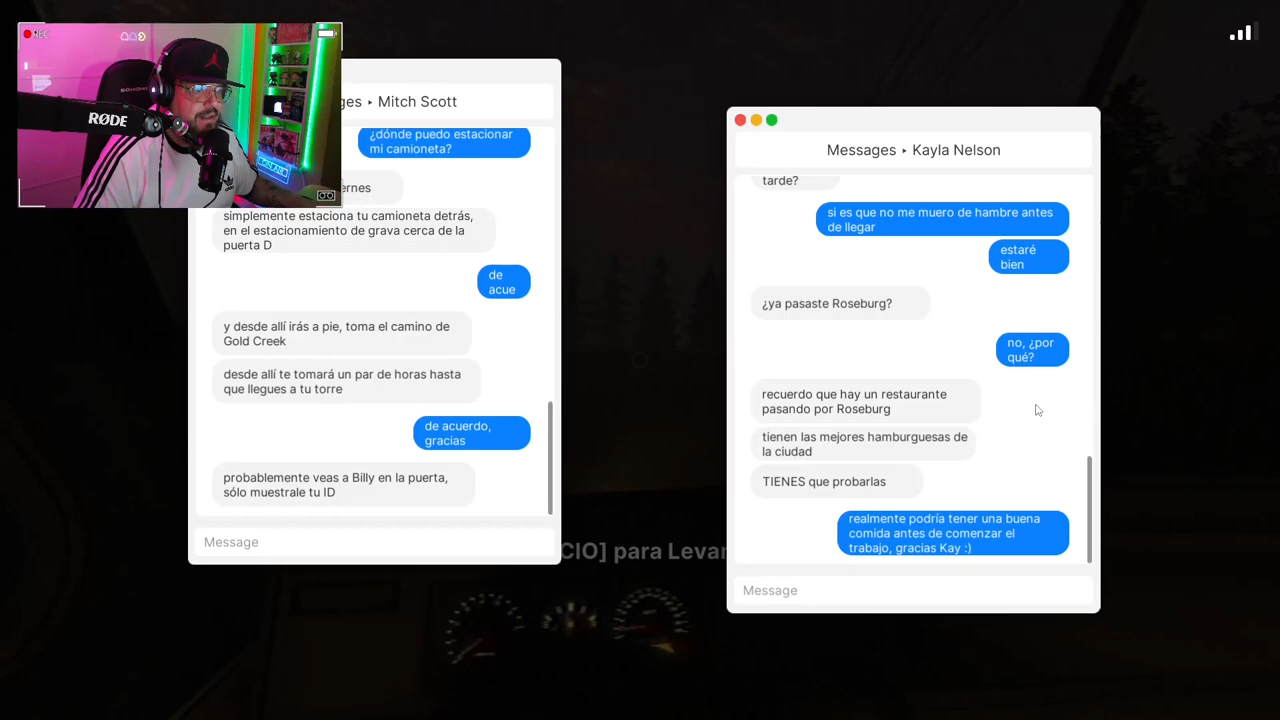 REC
RØDE
ges ‣ Mitch Scott
¿dónde puedo estacionar
mi camioneta?
ernes
simplemente estaciona tu camioneta detrás,
en el estacionamiento de grava cerca de la
puerta D
de
acue
y desde allí irás a pie, toma el camino de
Gold Creek
desde allí te tomará un par de horas hasta
que llegues a tu torre
de acuerdo,
gracias
probablemente veas a Billy en la puerta,
sólo muestrale tu ID
Message
CIO] para Levan
Messages ‣ Kayla Nelson
tarde?
si es que no me muero de hambre antes
de llegar
estaré
bien
¿ya pasaste Roseburg?
no, ¿por
qué?
recuerdo que hay un restaurante
pasando por Roseburg
tienen las mejores hamburguesas de
la ciudad
TIENES que probarlas
realmente podría tener una buena
comida antes de comenzar el
trabajo, gracias Kay :)
Message